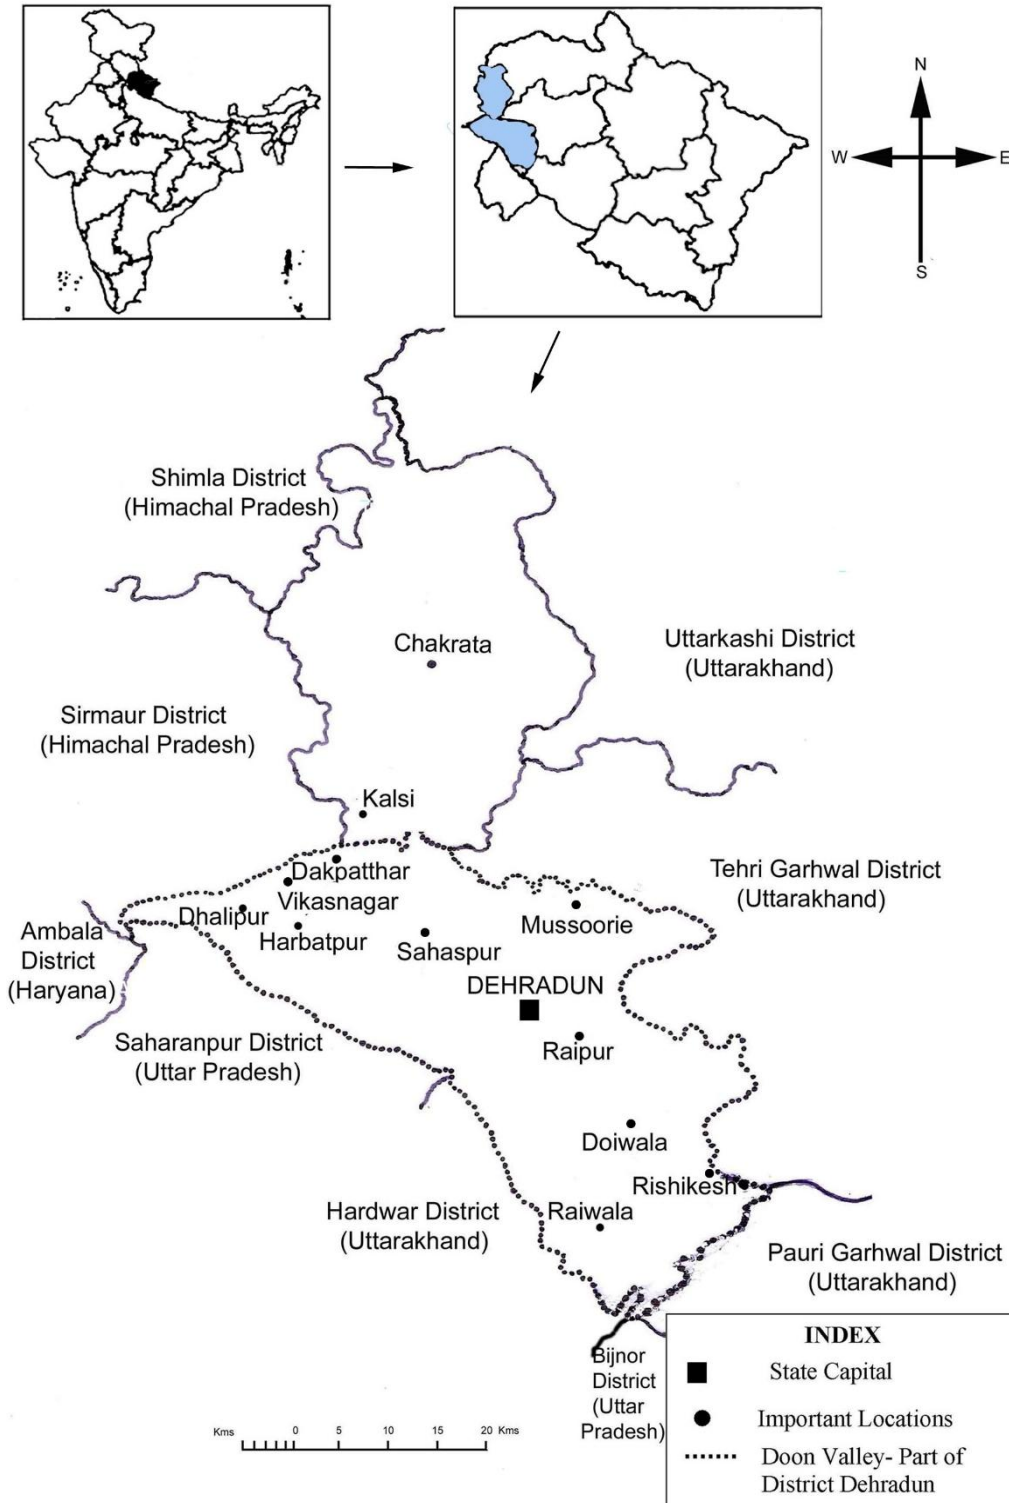 N
W
E
S
Shimla District
(Himachal Pradesh)
Chakrata
Uttarkashi District
(Uttarakhand)
Sirmaur District
(Himachal Pradesh)
Kalsi
Dakpatthar
Vikasnagar
Dhalipur
Harbatpur
Sahaspur
Mussoorie
Tehri Garhwal District
(Uttarakhand)
Ambala
District
(Haryana)
DEHRADUN
Raipur
Saharanpur District
(Uttar Pradesh)
Doiwala
Rishikesh
Raiwala
Hardwar District
(Uttarakhand)
Pauri Garhwal District
(Uttarakhand)
Bijnor
District
(Uttar
Pradesh)
INDEX
State Capital
Important Locations
Doon Valley- Part of
District Dehradun
Kms 0 5 10 15 20 Kms